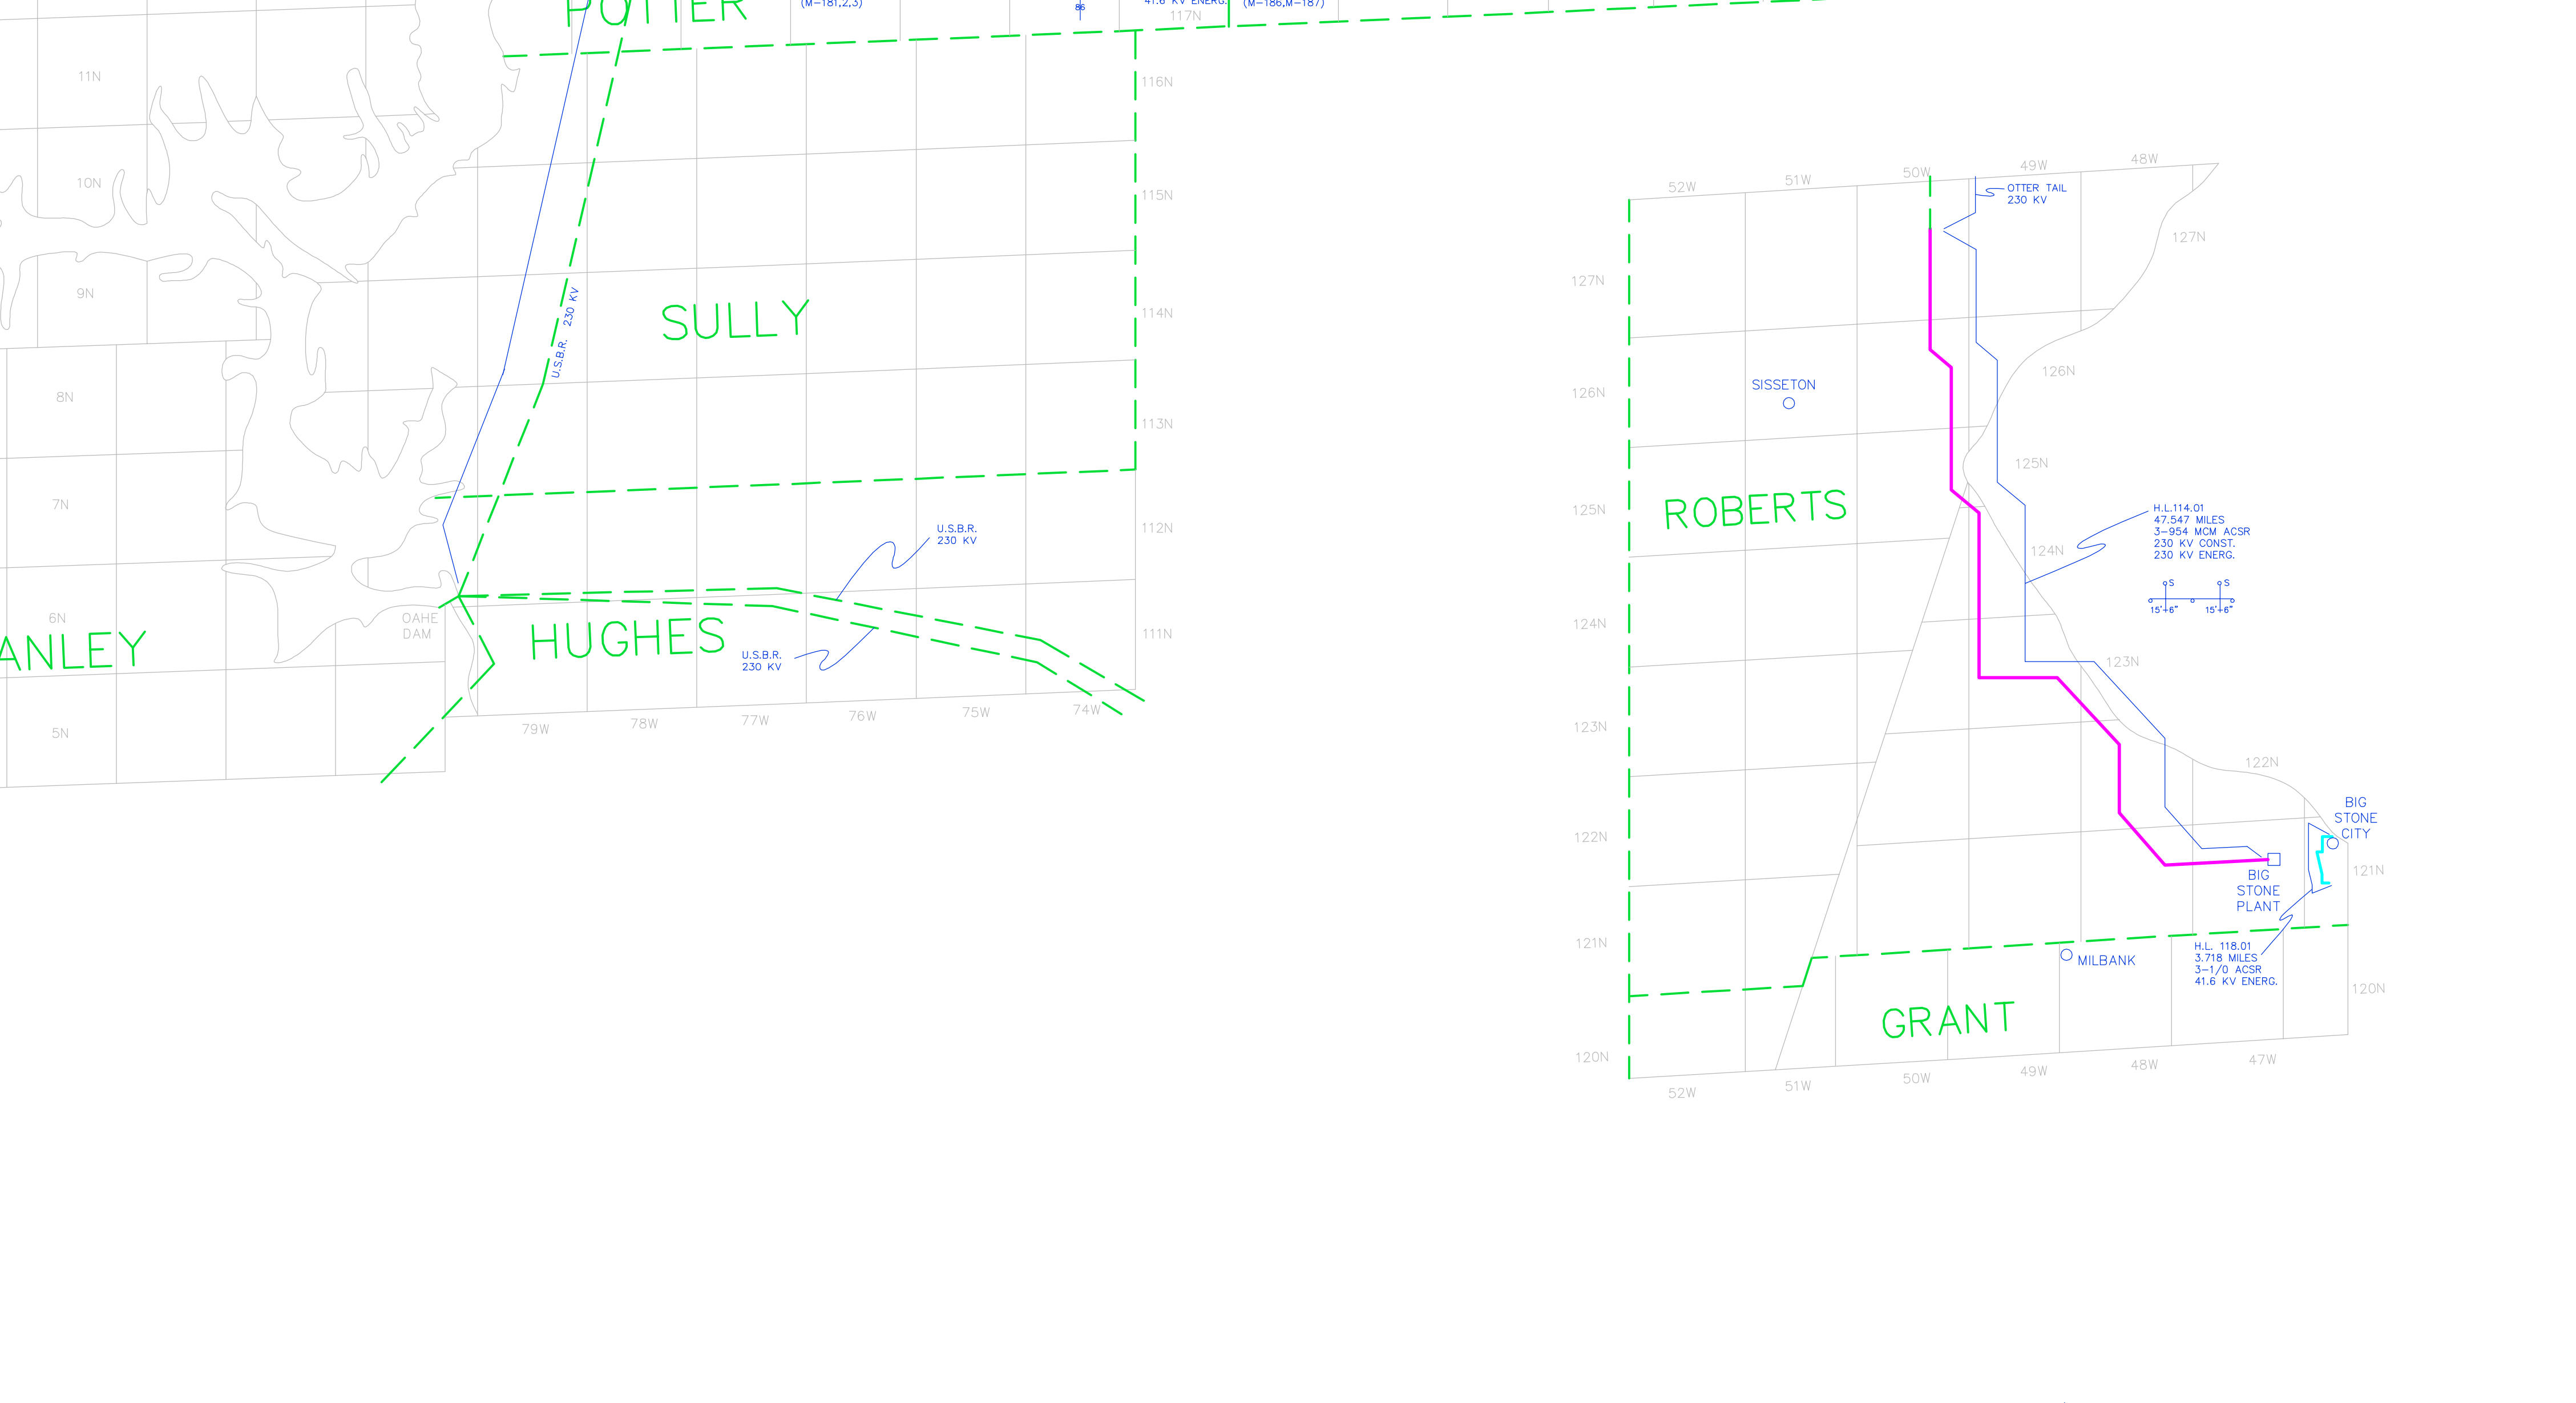 POTTER
(M-181,2,3)
86
41.6 KV ENERG.
(M-186,M-187)
117N
11N
10N
9N
8N
7N
6N
5N
116N
115N
114N
113N
112N
111N
U.S.B.R. 230 KV
SULLY
U.S.B.R.
230 KV
OAHE
DAM
ANLEY
HUGHES
U.S.B.R.
230 KV
79W
78W
77W
76W
75W
74W
52W
51W
50W
49W
48W
OTTER TAIL
230 KV
127N
127N
126N
SISSETON
126N
125N
125N
ROBERTS
H.L.114.01
47.547 MILES
3-954 MCM ACSR
230 KV CONST.
230 KV ENERG.
124N
S
S
15'-6"
15'-6"
124N
123N
123N
122N
BIG
STONE
CITY
122N
121N
BIG
STONE
PLANT
121N
H.L. 118.01
3.718 MILES
3-1/0 ACSR
41.6 KV ENERG.
MILBANK
120N
GRANT
120N
52W
51W
50W
49W
48W
47W